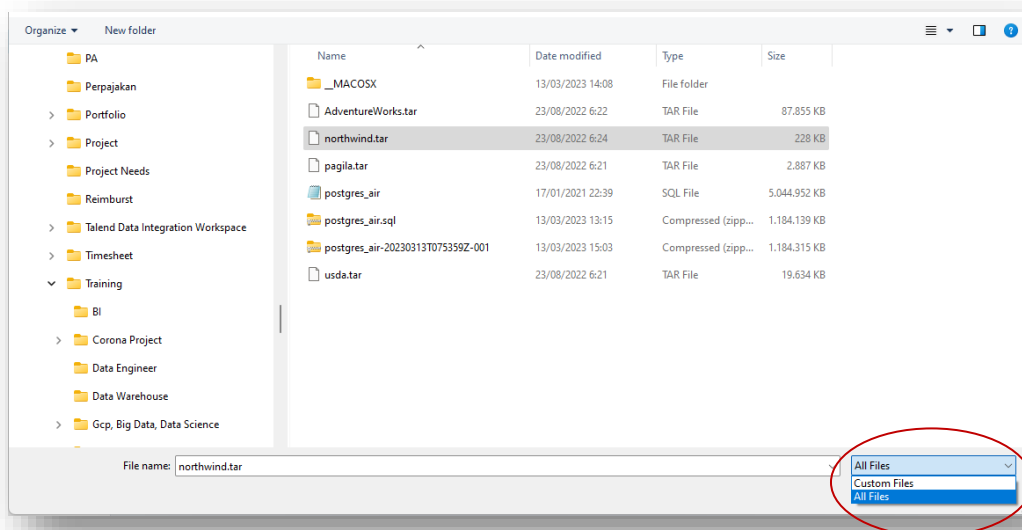 Organize New folder
?
PA
Perpajakan
Portfolio
Project
Project Needs
Reimburst
Talend Data Integration Workspace
Timesheet
Training
BI
Corona Project
Data Engineer
Data Warehouse
Gcp, Big Data, Data Science
Name Date modified Type Size
__MACOSX 13/03/2023 14:08 File folder
AdventureWorks.tar 23/08/2022 6:22 TAR File 87.855 KB
northwind.tar 23/08/2022 6:24 TAR File 228 KB
pagila.tar 23/08/2022 6:21 TAR File 2.887 KB
postgres_air 17/01/2021 22:39 SQL File 5.044.952 KB
postgres_air.sql 13/03/2023 13:15 Compressed (zipp... 1.184.139 KB
postgres_air-20230313T075359Z-001 13/03/2023 15:03 Compressed (zipp... 1.184.315 KB
usda.tar 23/08/2022 6:21 TAR File 19.634 KB
File name: northwind.tar All Files
Custom Files
All Files